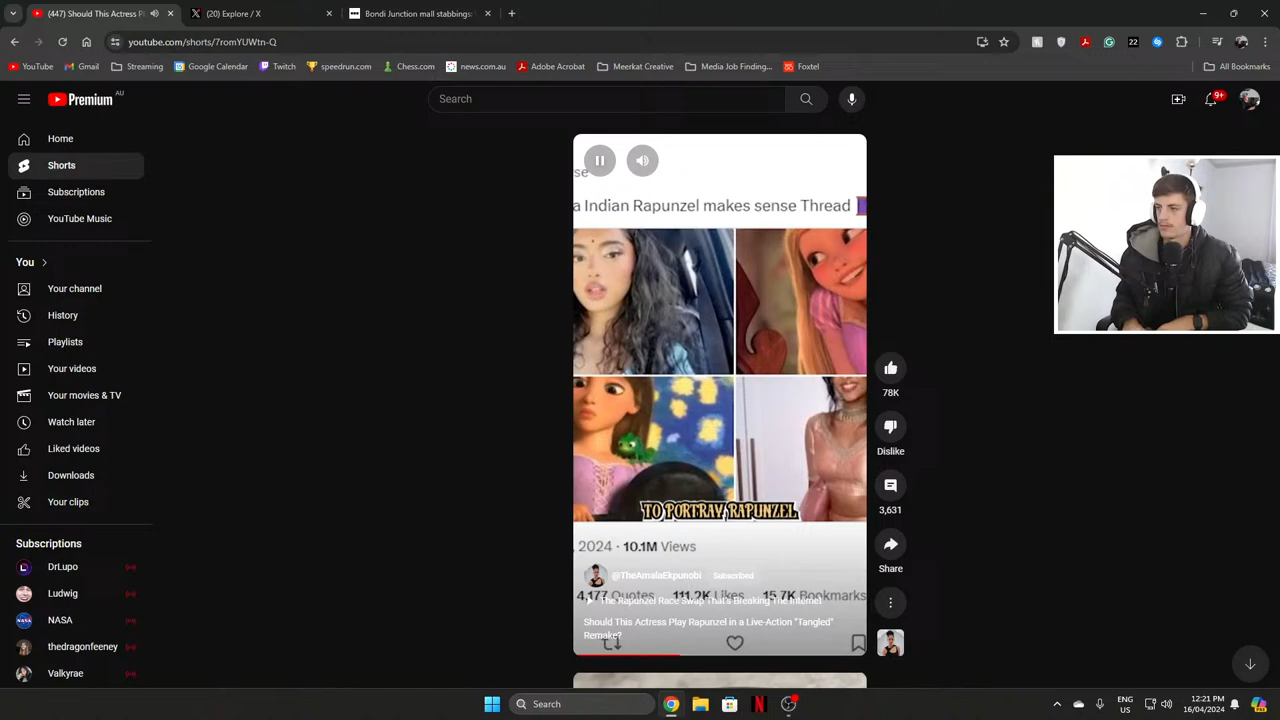 (447) Should This Actress Pl
(20) Explore / X
Bondi Junction mall stabbings:
youtube.com/shorts/7romYUWtn-Q
YouTube
Gmail
Streaming
Google Calendar
Twitch
speedrun.com
Chess.com
news.com.au
Adobe Acrobat
Meerkat Creative
Media Job Finding...
Foxtel
All Bookmarks
22
Premium AU
Search
9+
Home
Shorts
Subscriptions
YouTube Music
You
Your channel
History
Playlists
Your videos
Your movies & TV
Watch later
Liked videos
Downloads
Your clips
Subscriptions
DrLupo
Ludwig
NASA
thedragonfeeney
Valkyrae
se
a Indian Rapunzel makes sense Thread
TO PORTRAY RAPUNZEL
, 2024 · 10.1M Views
@TheAmalaEkpunobi Subscribed
4,177 Quotes 111.2K Likes 15.7K Bookmarks
The Rapunzel Race Swap That's Breaking The Internet
Should This Actress Play Rapunzel in a Live-Action "Tangled"
Remake?
78K
Dislike
3,631
Share
Search
ENG
US
12:21 PM
16/04/2024